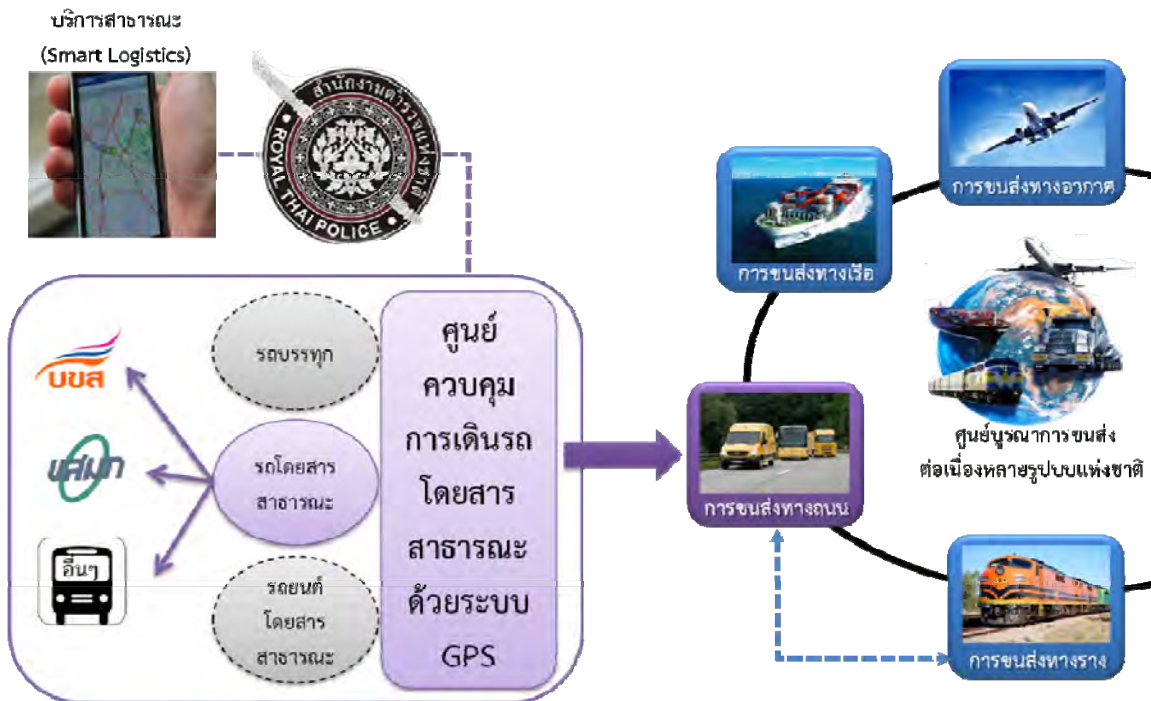 บริการสาธารณะ
(Smart Logistics)
สำนักงานตำรวจแห่งชาติ
ROYAL THAI POLICE
บขส
ขสมก
อื่นๆ
รถบรรทุก
รถโดยสาร
สาธารณะ
รถยนต์
โดยสาร
สาธารณะ
ศูนย์
ควบคุม
การเดินรถ
โดยสาร
สาธารณะ
ด้วยระบบ
GPS
การขนส่งทางอากาศ
การขนส่งทางเรือ
การขนส่งทางถนน
ศูนย์บูรณาการขนส่ง
ต่อเนื่องหลายรูปบบแห่งชาติ
การขนส่งทางราง